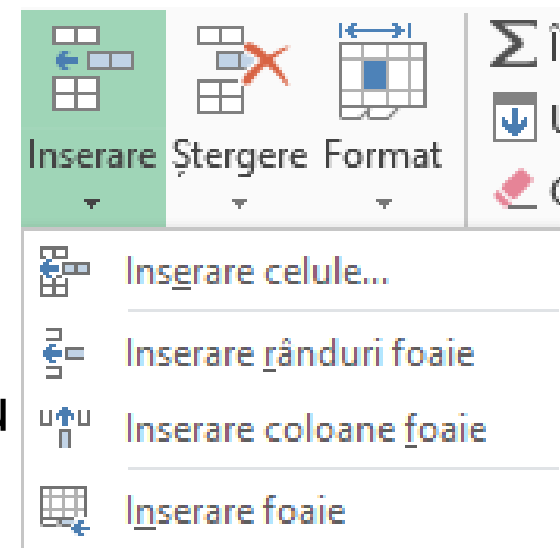 Inserare Ștergere Format
Inserare celule...
Inserare rânduri foaie
Inserare coloane foaie
Inserare foaie